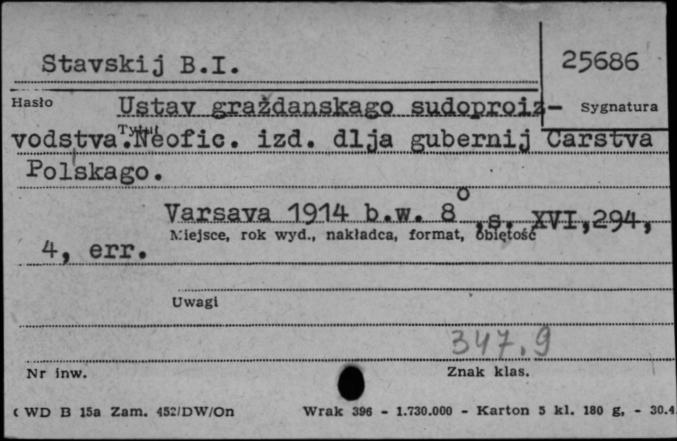 Stavskij B.I.
25686
Hasło
Sygnatura
Ustav graždanskago sudoproiz-
vodstva. Neofic. izd. dlja gubernij Carstva
Tytuł
Polskago.
Varsava 1914 b.w. 8° ,s. XVI,294,
Miejsce, rok wyd., nakładca, format, objętość
4, err.
Uwagi
347.9
Nr inw.
Znak klas.
WD B 15a Zam. 452/DW/On
Wrak 396 - 1.730.000 - Karton 5 kl. 180 g, - 30.4